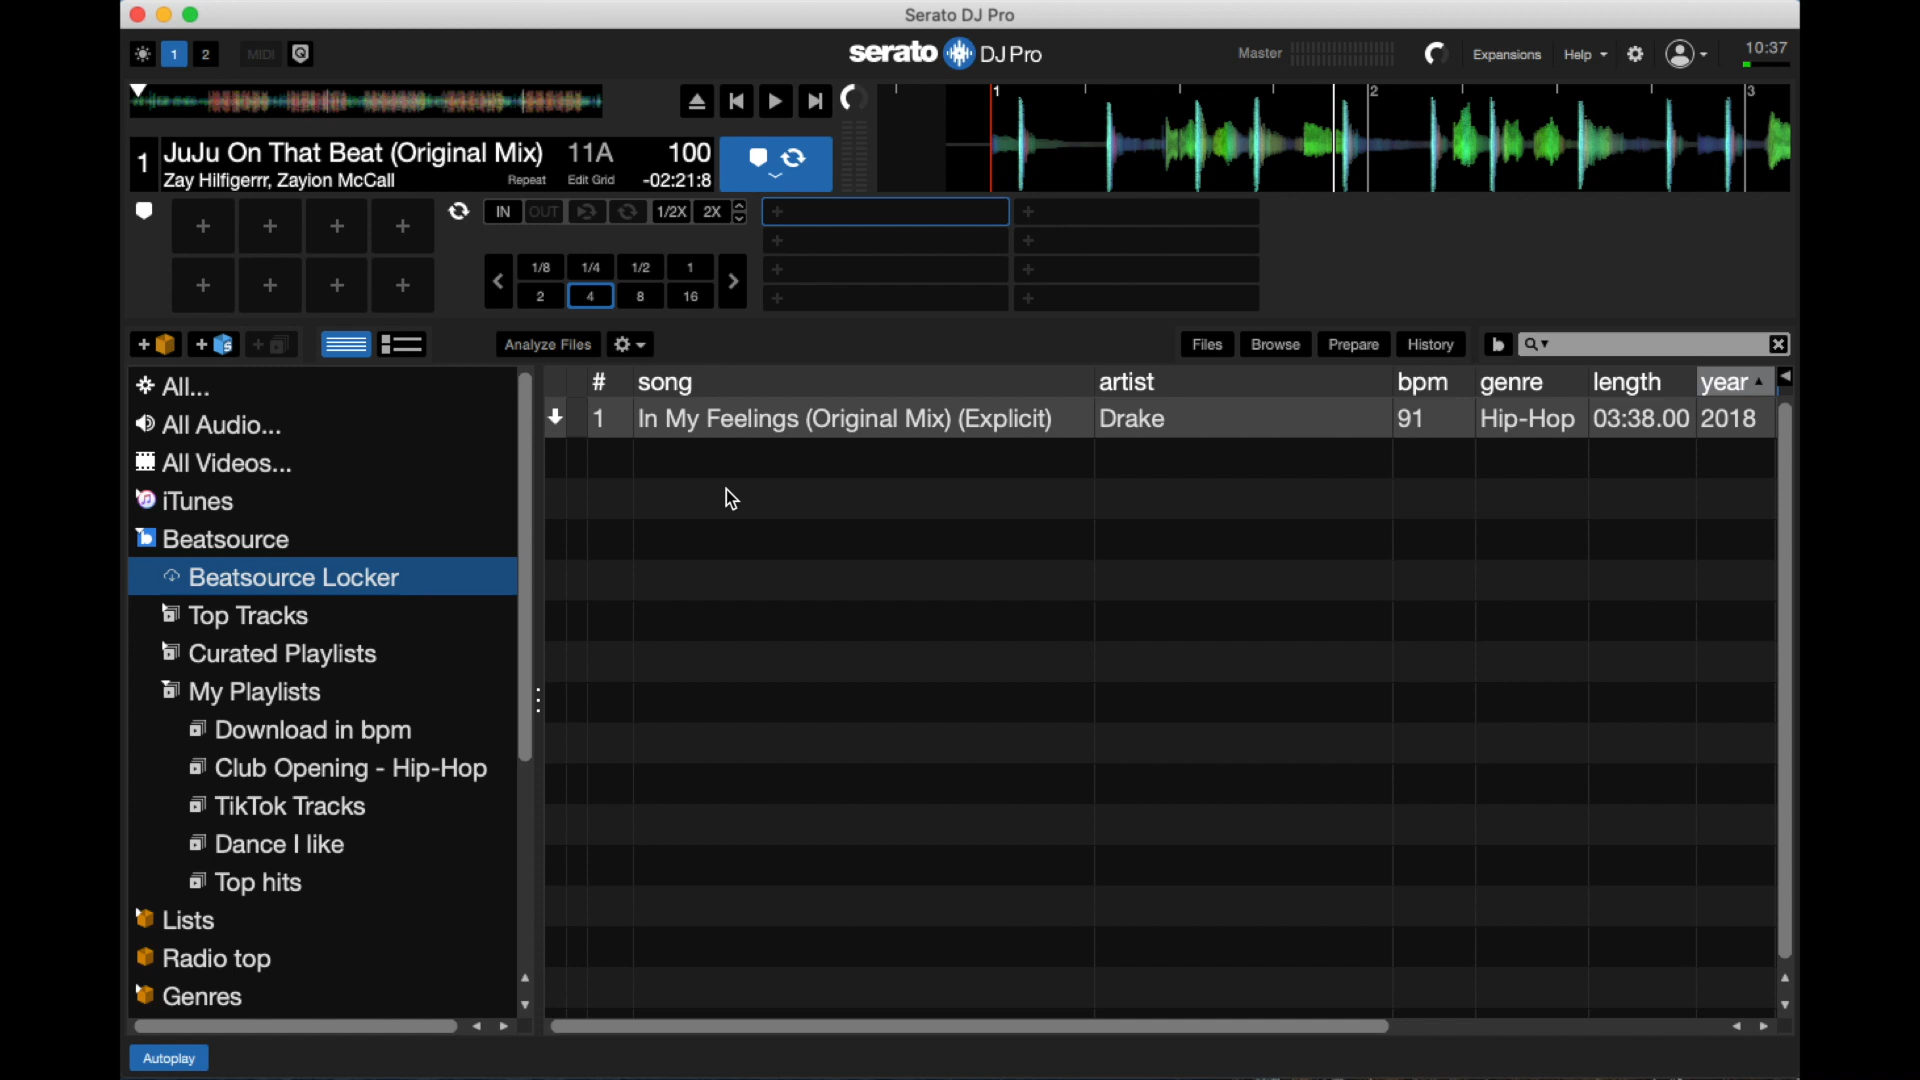 Serato DJ Pro
1 2 MIDI
serato DJ Pro
Master
Expansions Help 10:37
1 JuJu On That Beat (Original Mix) 11A 100
Zay Hilfigerrr, Zayion McCall Repeat Edit Grid -02:21:8
1 2 3
IN OUT 1/2X 2X
1/8 1/4 1/2 1
2 4 8 16
Analyze Files
Files Browse Prepare History
All...
All Audio...
All Videos...
iTunes
Beatsource
Beatsource Locker
Top Tracks
Curated Playlists
My Playlists
Download in bpm
Club Opening - Hip-Hop
TikTok Tracks
Dance I like
Top hits
Lists
Radio top
Genres
# song artist bpm genre length year
1 In My Feelings (Original Mix) (Explicit) Drake 91 Hip-Hop 03:38.00 2018
Autoplay